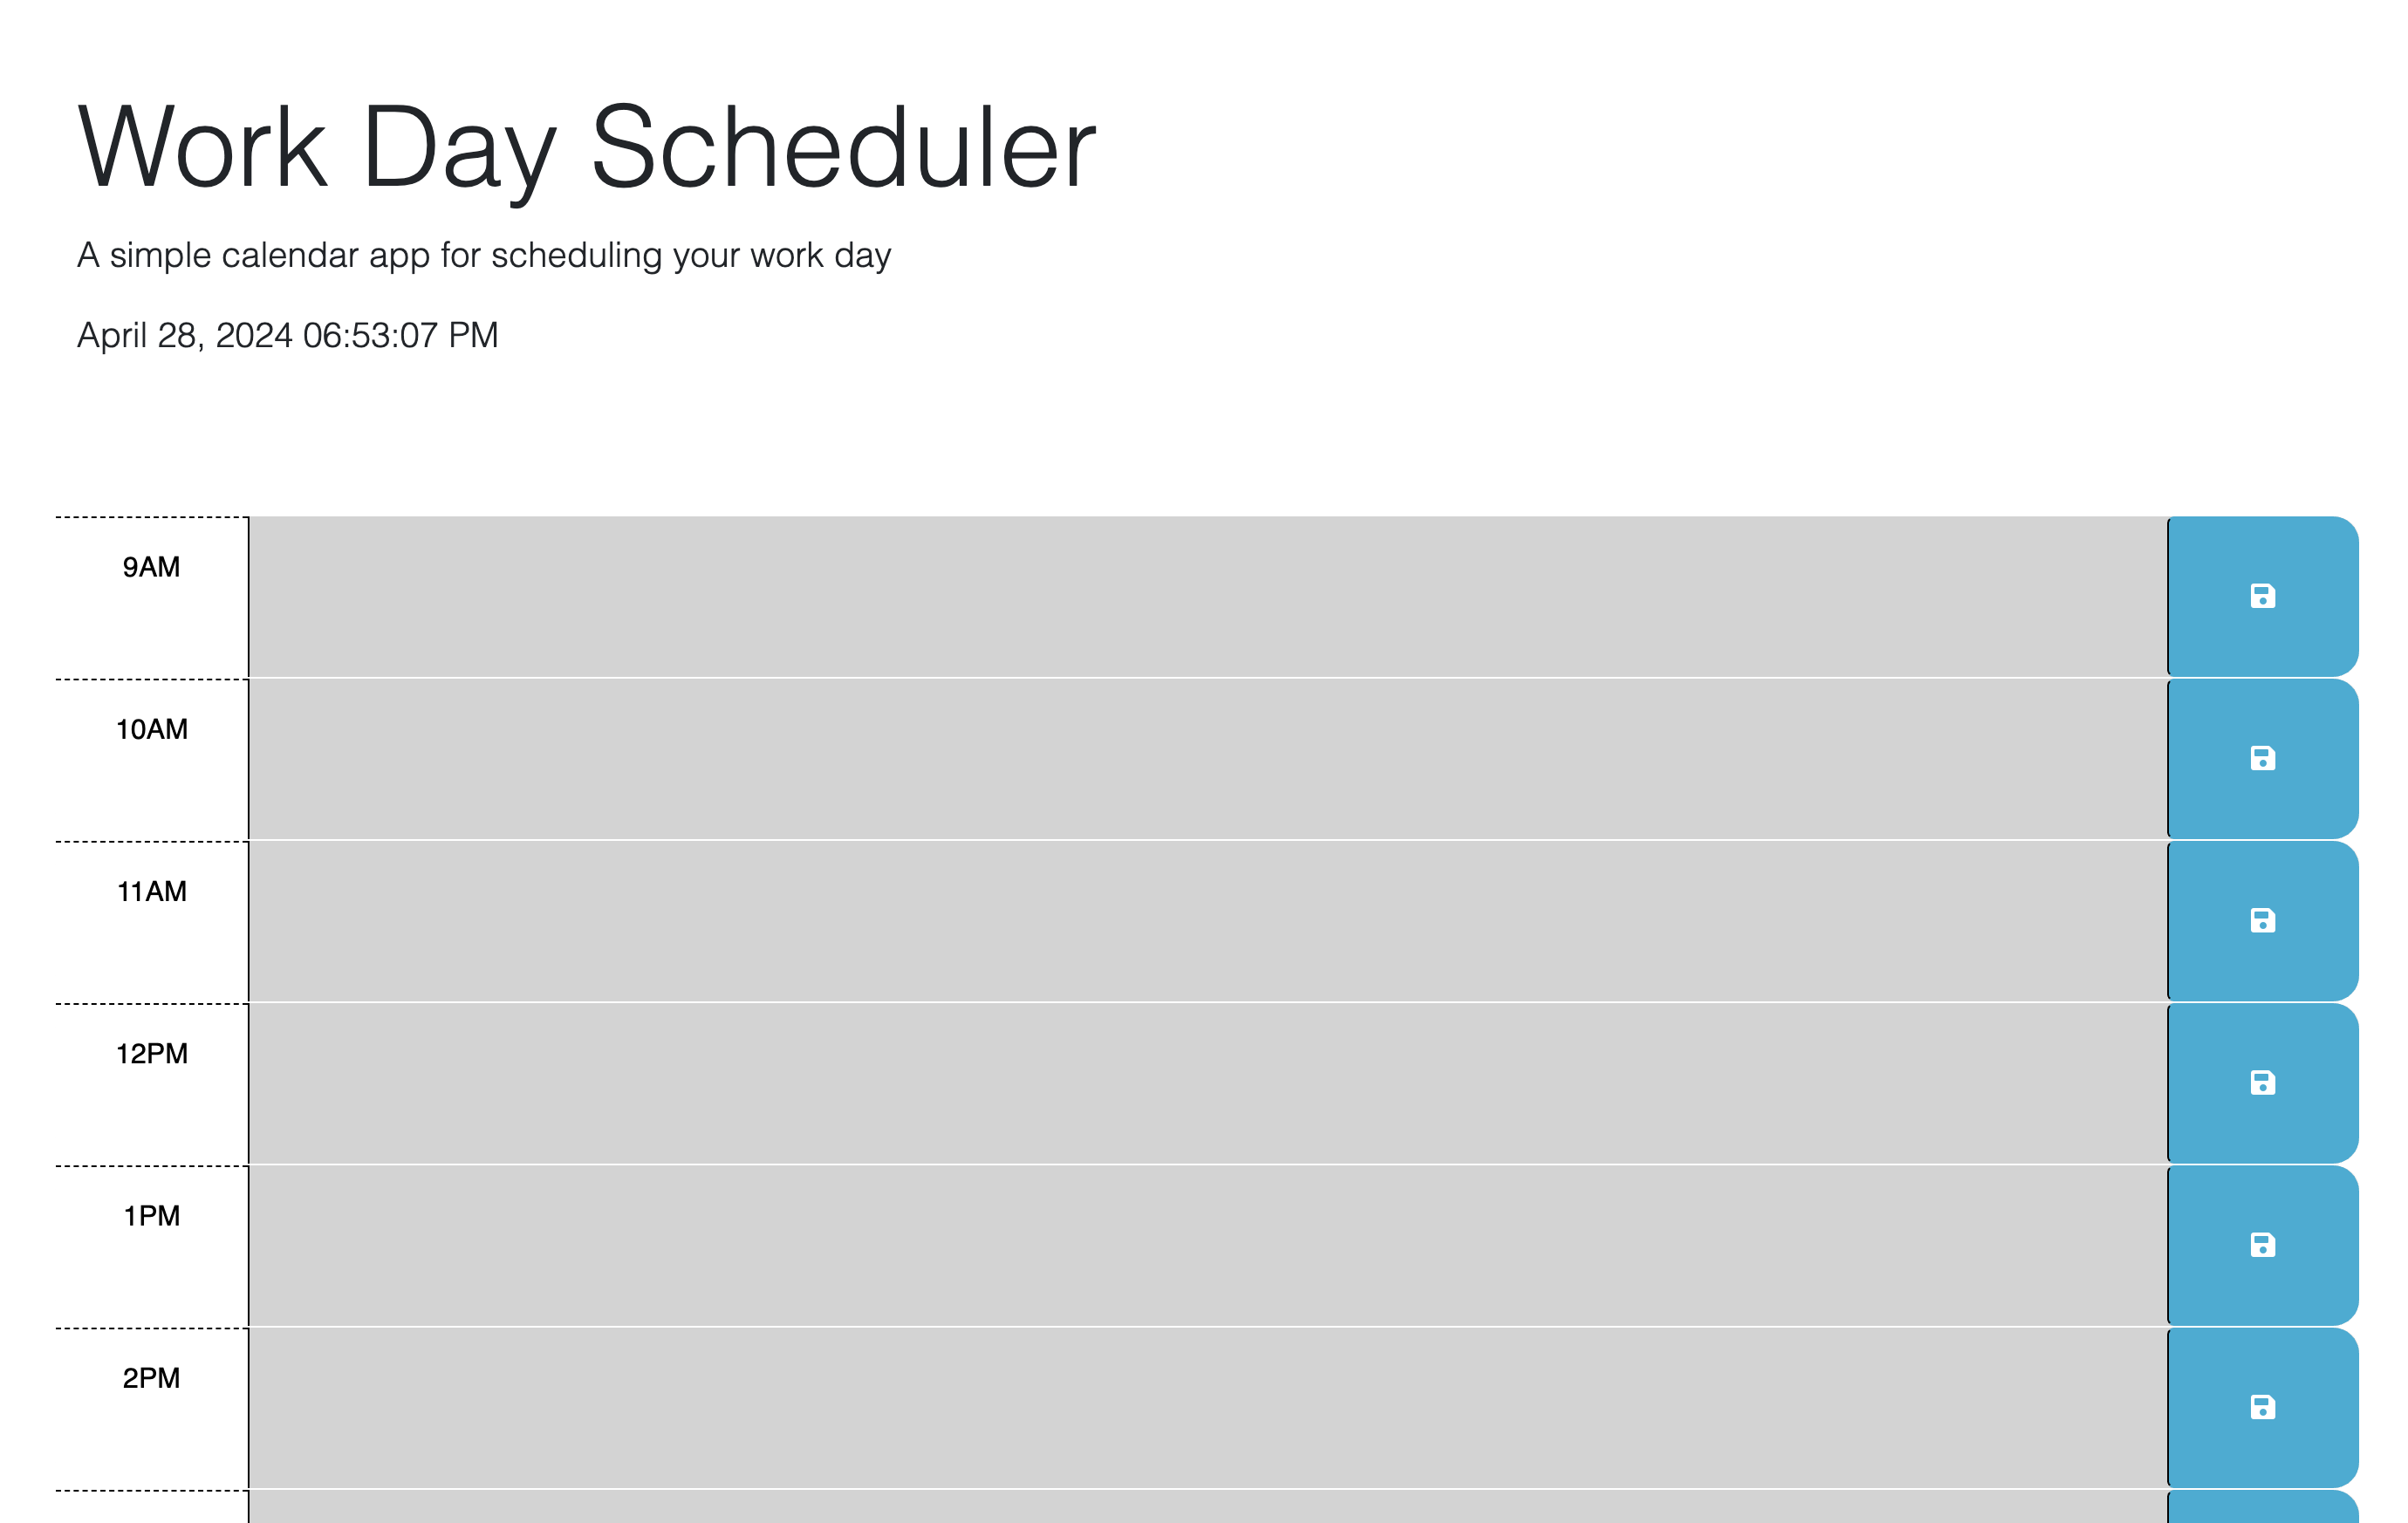 Work Day Scheduler
A simple calendar app for scheduling your work day
April 28, 2024 06:53:07 PM
9AM
10AM
11AM
12PM
1PM
2PM